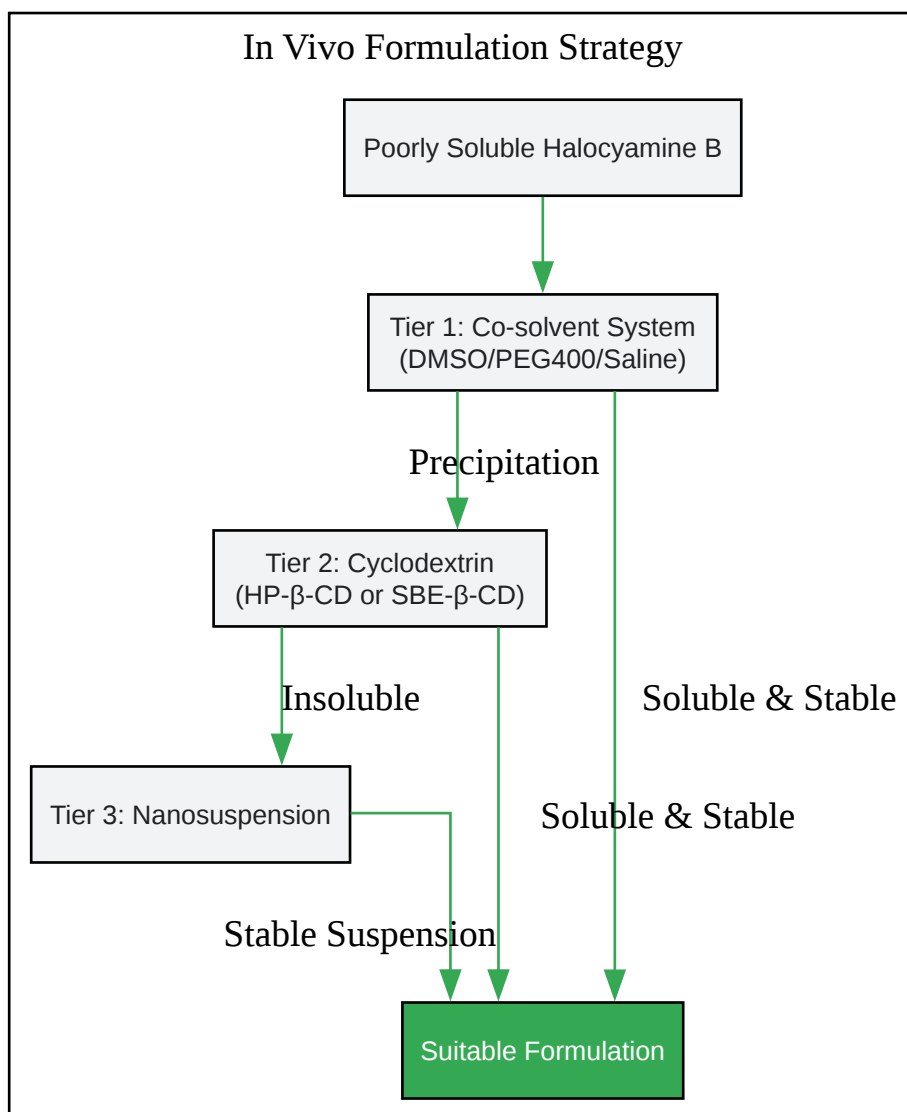 In Vivo Formulation Strategy
Poorly Soluble Halocyamine B
Tier 1: Co-solvent System
(DMSO/PEG400/Saline)
Precipitation
Tier 2: Cyclodextrin
(HP-β-CD or SBE-β-CD)
Insoluble
Soluble & Stable
Tier 3: Nanosuspension
Soluble & Stable
Stable Suspension
Suitable Formulation